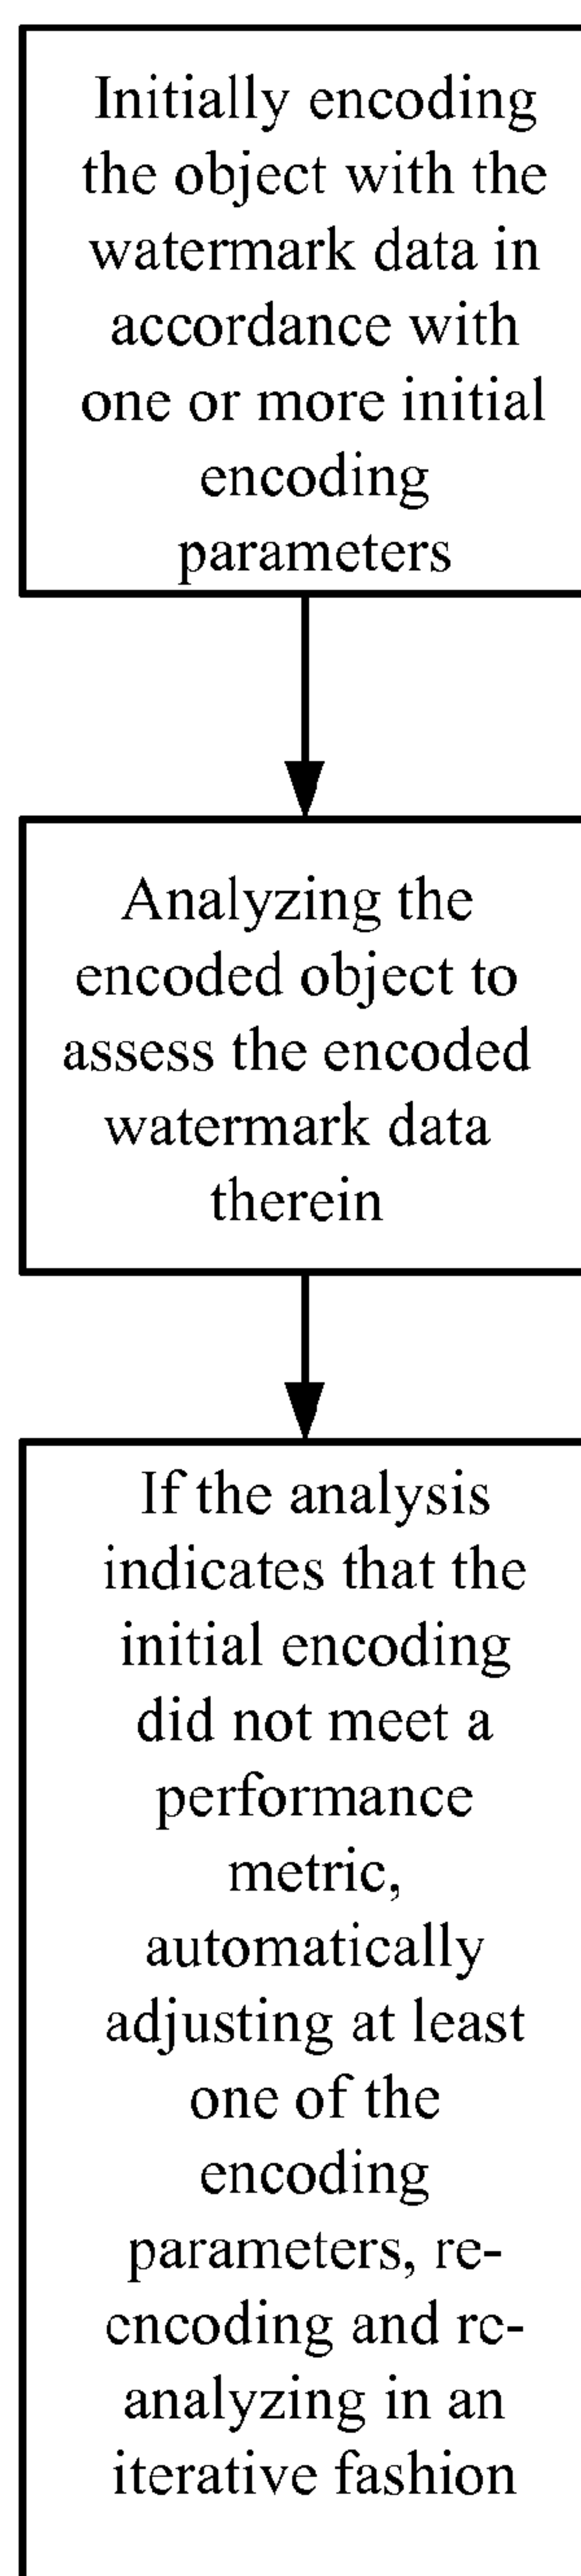 Initially encoding
the object with the
watermark data in
accordance with
one or more initial
encoding
parameters
Analyzing the
encoded object to
assess the encoded
watermark data
therein
If the analysis
indicates that the
initial encoding
did not meet a
performance
metric,
automatically
adjusting at least
one of the
encoding
parameters, re-
encoding and re-
analyzing in an
iterative fashion